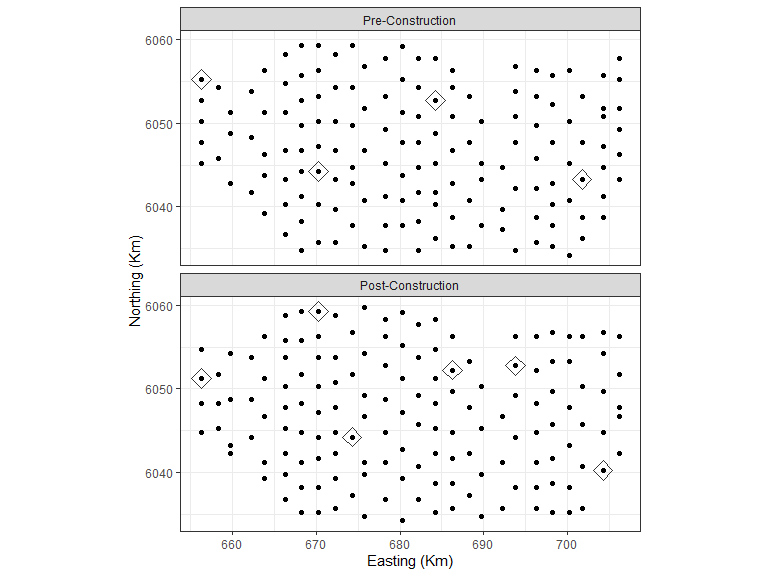 Pre-Construction
6060
6050
6040
Northing (Km)
Post-Construction
6060
6050
6040
660 670 680 690 700
Easting (Km)